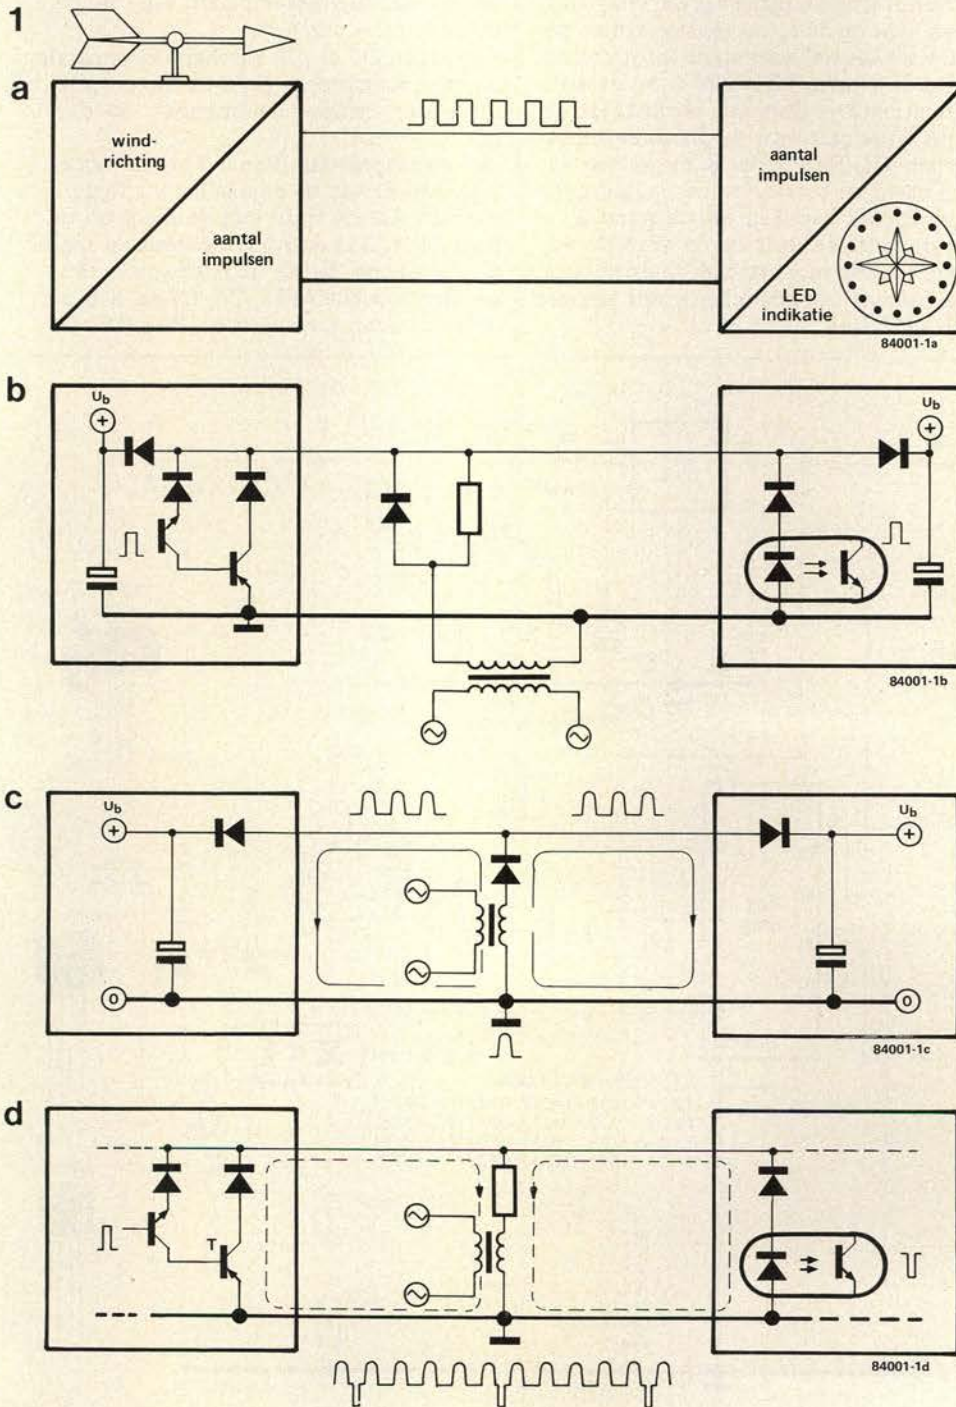 1
a
wind-
richting
aantal
impulsen
aantal
impulsen
LED
indikatie
84001-1a
b
Ub
+
Ub
+
84001-1b
c
Ub
+
0
Ub
+
0
84001-1c
d
T
84001-1d